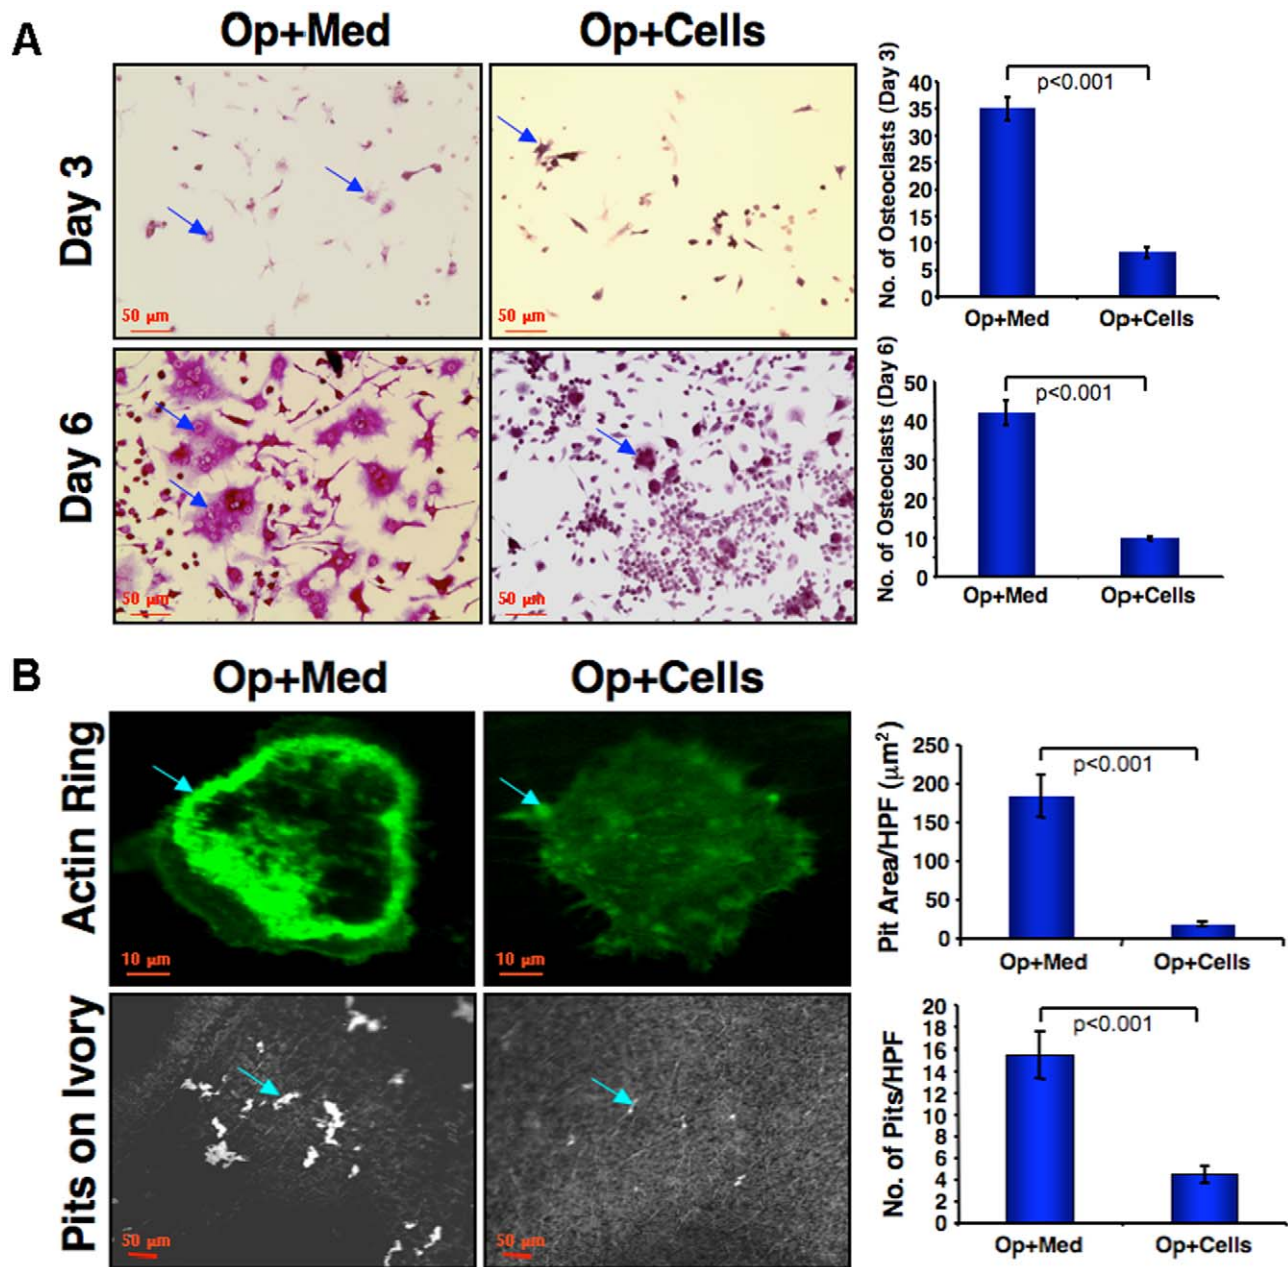 A
Op+Med
Op+Cells
Day 3
50 µm
50 µm
No. of Osteoclasts (Day 3)
40
35
30
25
20
15
10
5
0
p<0.001
Op+Med
Op+Cells
Day 6
50 µm
50 µm
No. of Osteoclasts (Day 6)
50
40
30
20
10
0
p<0.001
Op+Med
Op+Cells
B
Op+Med
Op+Cells
Actin Ring
10 µm
10 µm
Pit Area/HPF (µm²)
250
200
150
100
50
0
p<0.001
Op+Med
Op+Cells
Pits on Ivory
50 µm
50 µm
No. of Pits/HPF
20
18
16
14
12
10
8
6
4
2
0
p<0.001
Op+Med
Op+Cells